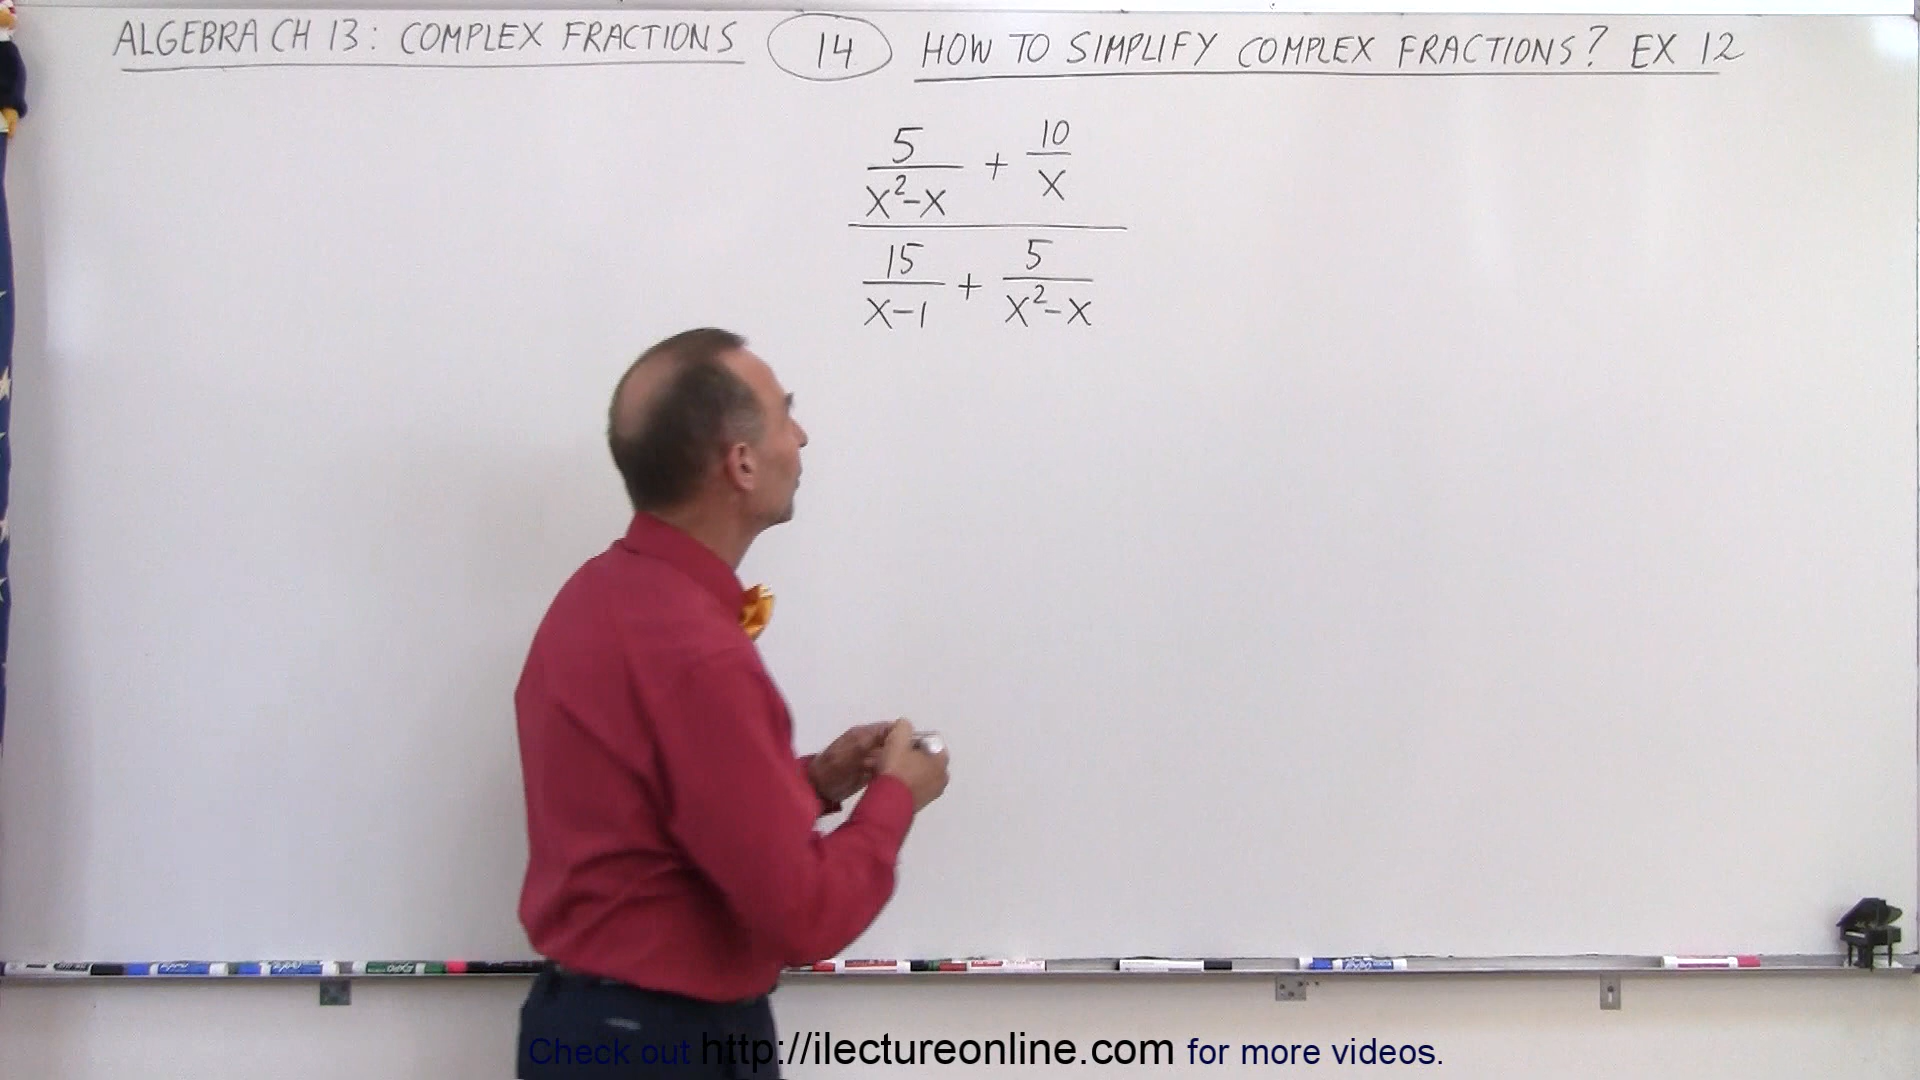 ALGEBRA CH 13: COMPLEX FRACTIONS 14 HOW TO SIMPLIFY COMPLEX FRACTIONS? EX 12
5 10
+
x²-x x
15 5
+
x-1 x²-x
Check out http://ilectureonline.com for more videos.